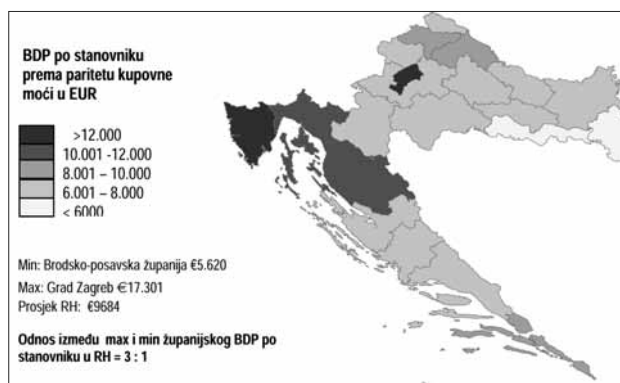 BDP po stanovniku
prema paritetu kupovne
moći u EUR
>12.000
10.001 -12.000
8.001 – 10.000
6.001 – 8.000
< 6000
Min: Brodsko-posavska županija €5.620
Max: Grad Zagreb €17.301
Prosjek RH: €9684
Odnos između max i min županijskog BDP po
stanovniku u RH = 3 : 1